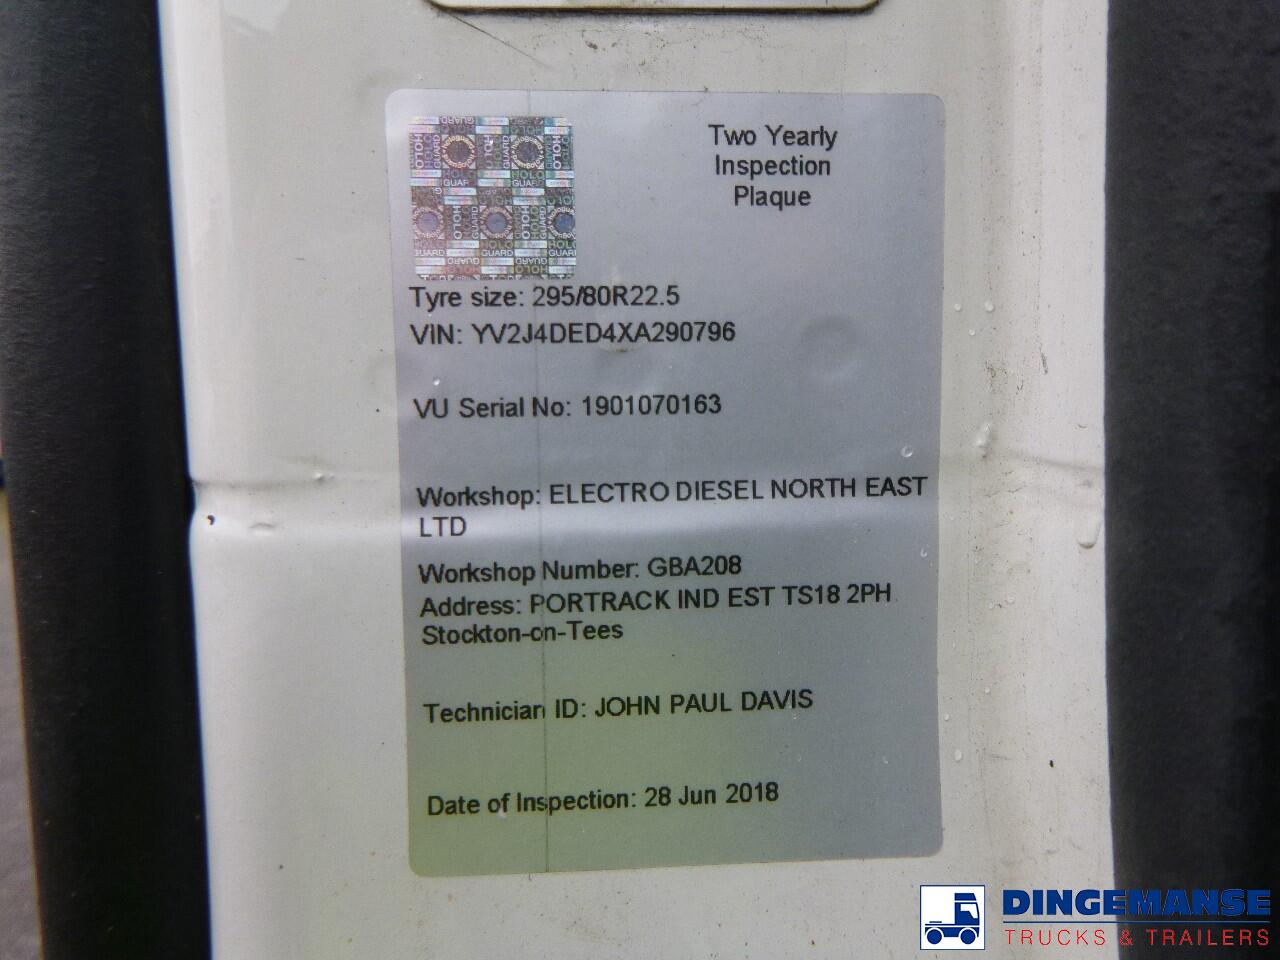 Two Yearly
Inspection
Plaque
HOLO
GUARD
Tyre size: 295/80R22.5
VIN: YV2J4DED4XA290796
VU Serial No: 1901070163
Workshop: ELECTRO DIESEL NORTH EAST
LTD
Workshop Number: GBA208
Address: PORTRACK IND EST TS18 2PH
Stockton-on-Tees
Technician ID: JOHN PAUL DAVIS
Date of Inspection: 28 Jun 2018
DINGEMANSE
TRUCKS & TRAILERS